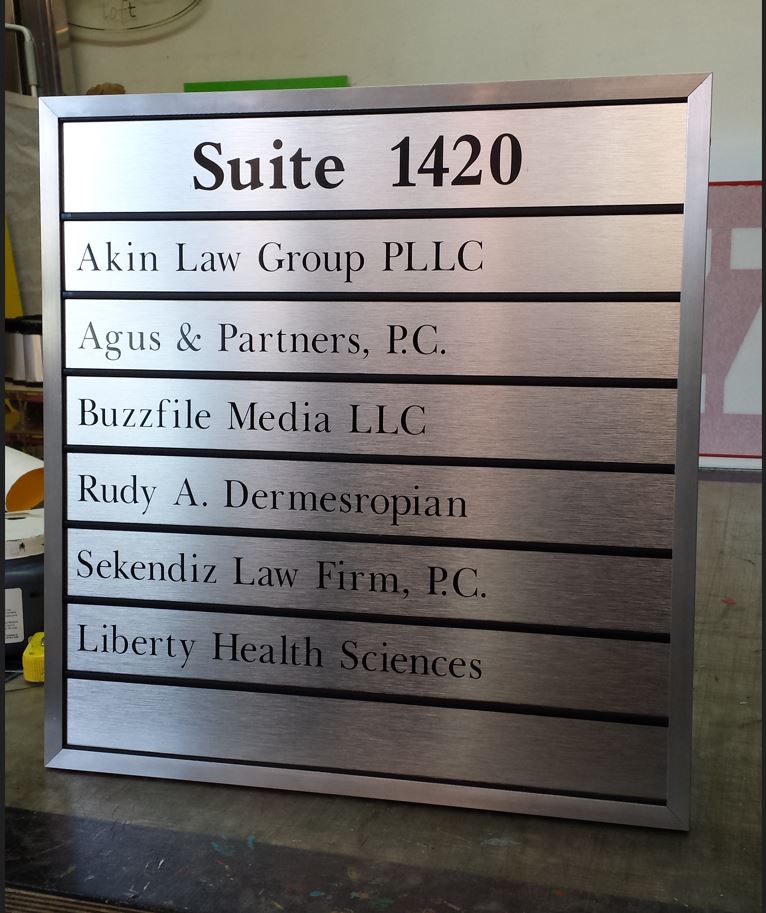 Loft
Suite 1420
Akin Law Group PLLC
Agus & Partners, P.C.
Buzzfile Media LLC
Rudy A. Dermesropian
Sekendiz Law Firm, P.C.
Liberty Health Sciences